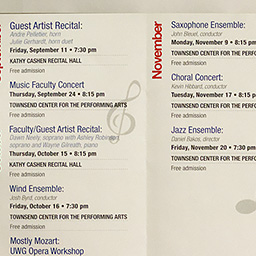 Guest Artist Recital:
Andre Pelletier, horn
Julie Gerhardt, horn duet
Friday, September 11 • 7:30 pm
KATHY CASHEN RECITAL HALL
Free admission
Music Faculty Concert
Thursday, September 24 • 8:15 pm
TOWNSEND CENTER FOR THE PERFORMING ARTS
Free admission
Faculty/Guest Artist Recital:
Dawn Neely, soprano with Ashley Robinson,
soprano and Wayne Gilreath, piano
Thursday, October 15 • 8:15 pm
KATHY CASHEN RECITAL HALL
Free admission
Wind Ensemble:
Josh Byrd, conductor
Friday, October 16 • 7:30 pm
TOWNSEND CENTER FOR THE PERFORMING ARTS
Free admission
Mostly Mozart:
UWG Opera Workshop
November
Saxophone Ensemble:
John Bleuel, conductor
Monday, November 9 • 8:15 pm
TOWNSEND CENTER FOR THE PERFO
Free admission
Choral Concert:
Kevin Hibbard, conductor
Tuesday, November 17 • 8:15 pm
TOWNSEND CENTER FOR THE PERFO
Free admission
Jazz Ensemble:
Daniel Bakos, director
Friday, November 20 • 7:30 pm
TOWNSEND CENTER FOR THE PERFO
Free admission